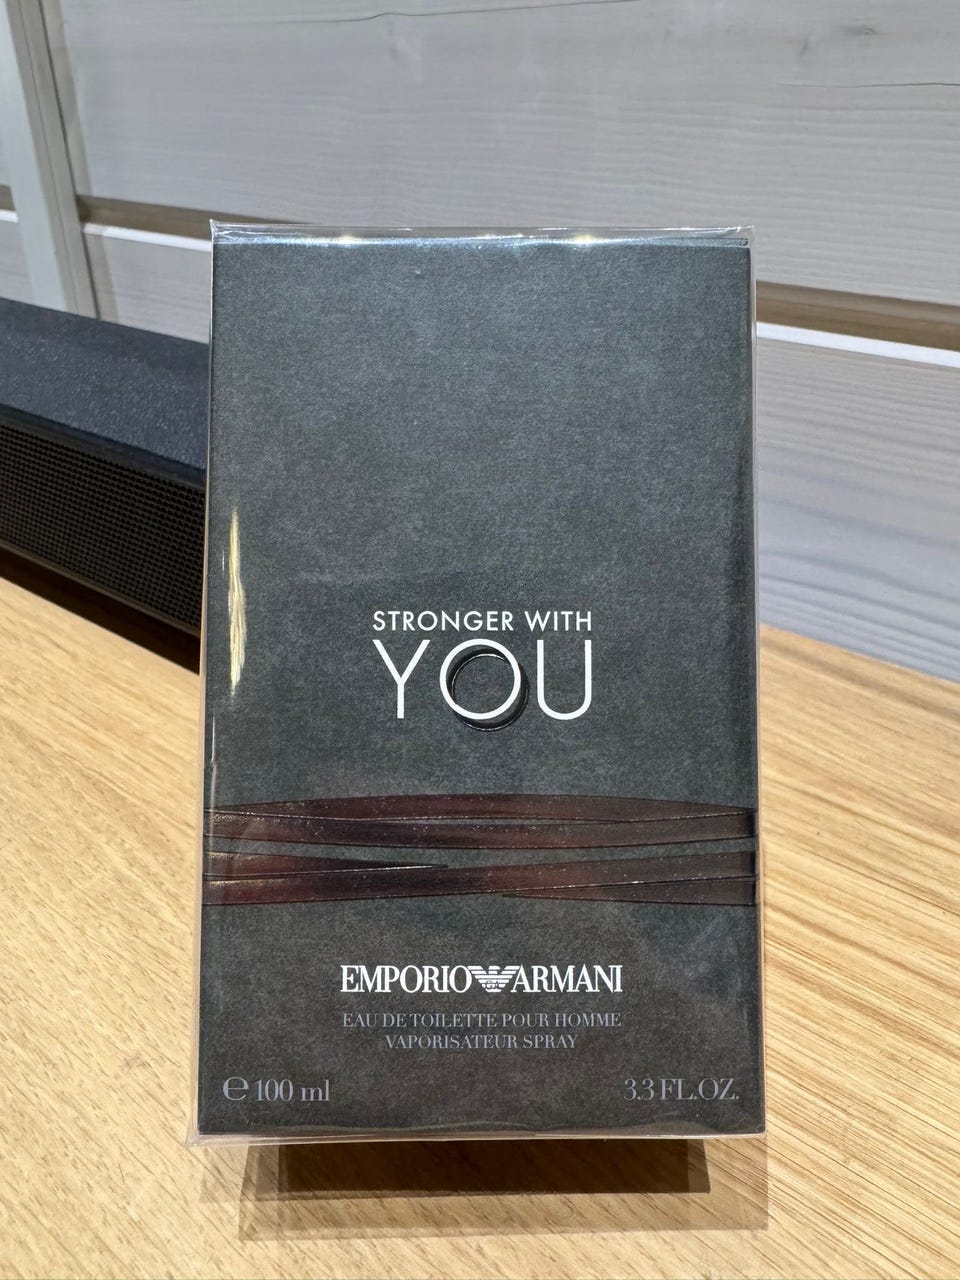 STRONGER WITH
YOU
EMPORIO ARMANI
EAU DE TOILETTE POUR HOMME
VAPORISATEUR SPRAY
℮ 100 ml 3.3 FL.OZ.